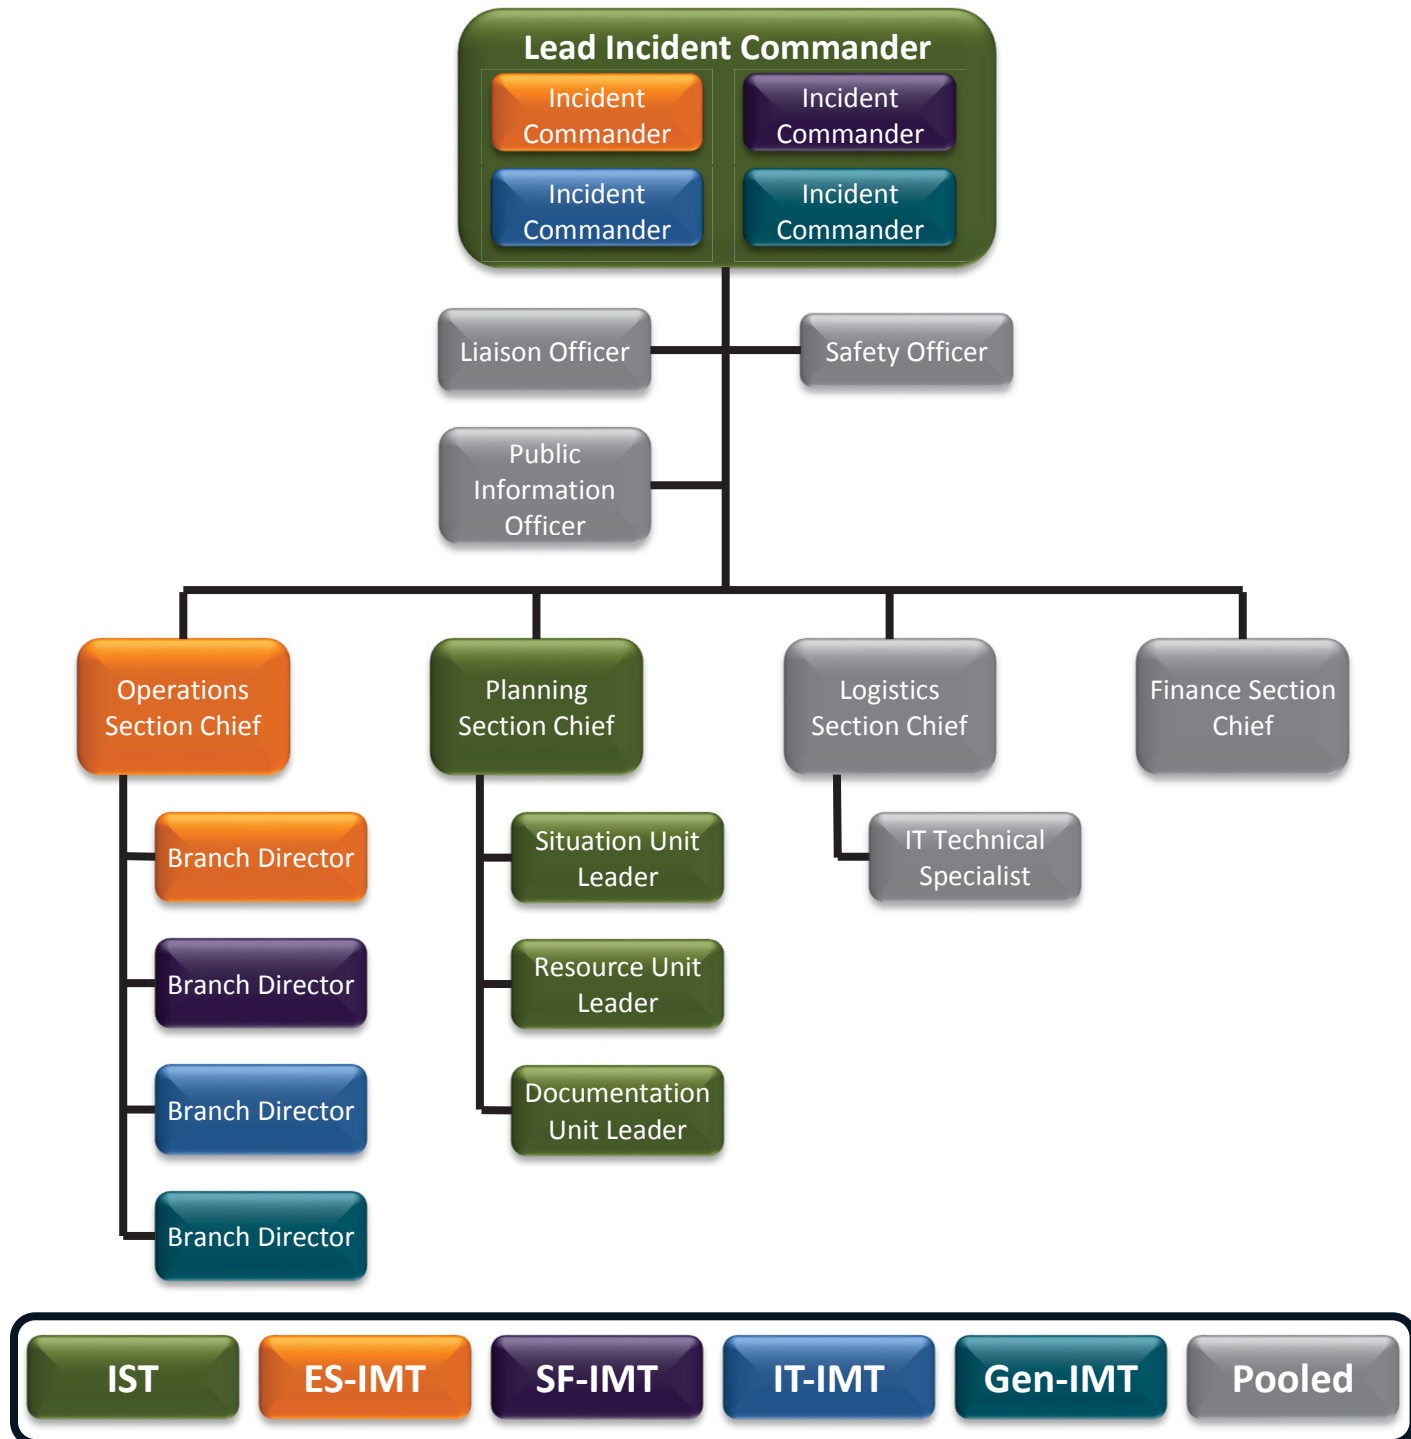 Lead Incident Commander
Incident
Commander
Incident
Commander
Incident
Commander
Incident
Commander
Liaison Officer
Safety Officer
Public
Information
Officer
Operations
Section Chief
Planning
Section Chief
Logistics
Section Chief
Finance Section
Chief
Branch Director
Branch Director
Branch Director
Branch Director
Situation Unit
Leader
Resource Unit
Leader
Documentation
Unit Leader
IT Technical
Specialist
IST
ES-IMT
SF-IMT
IT-IMT
Gen-IMT
Pooled